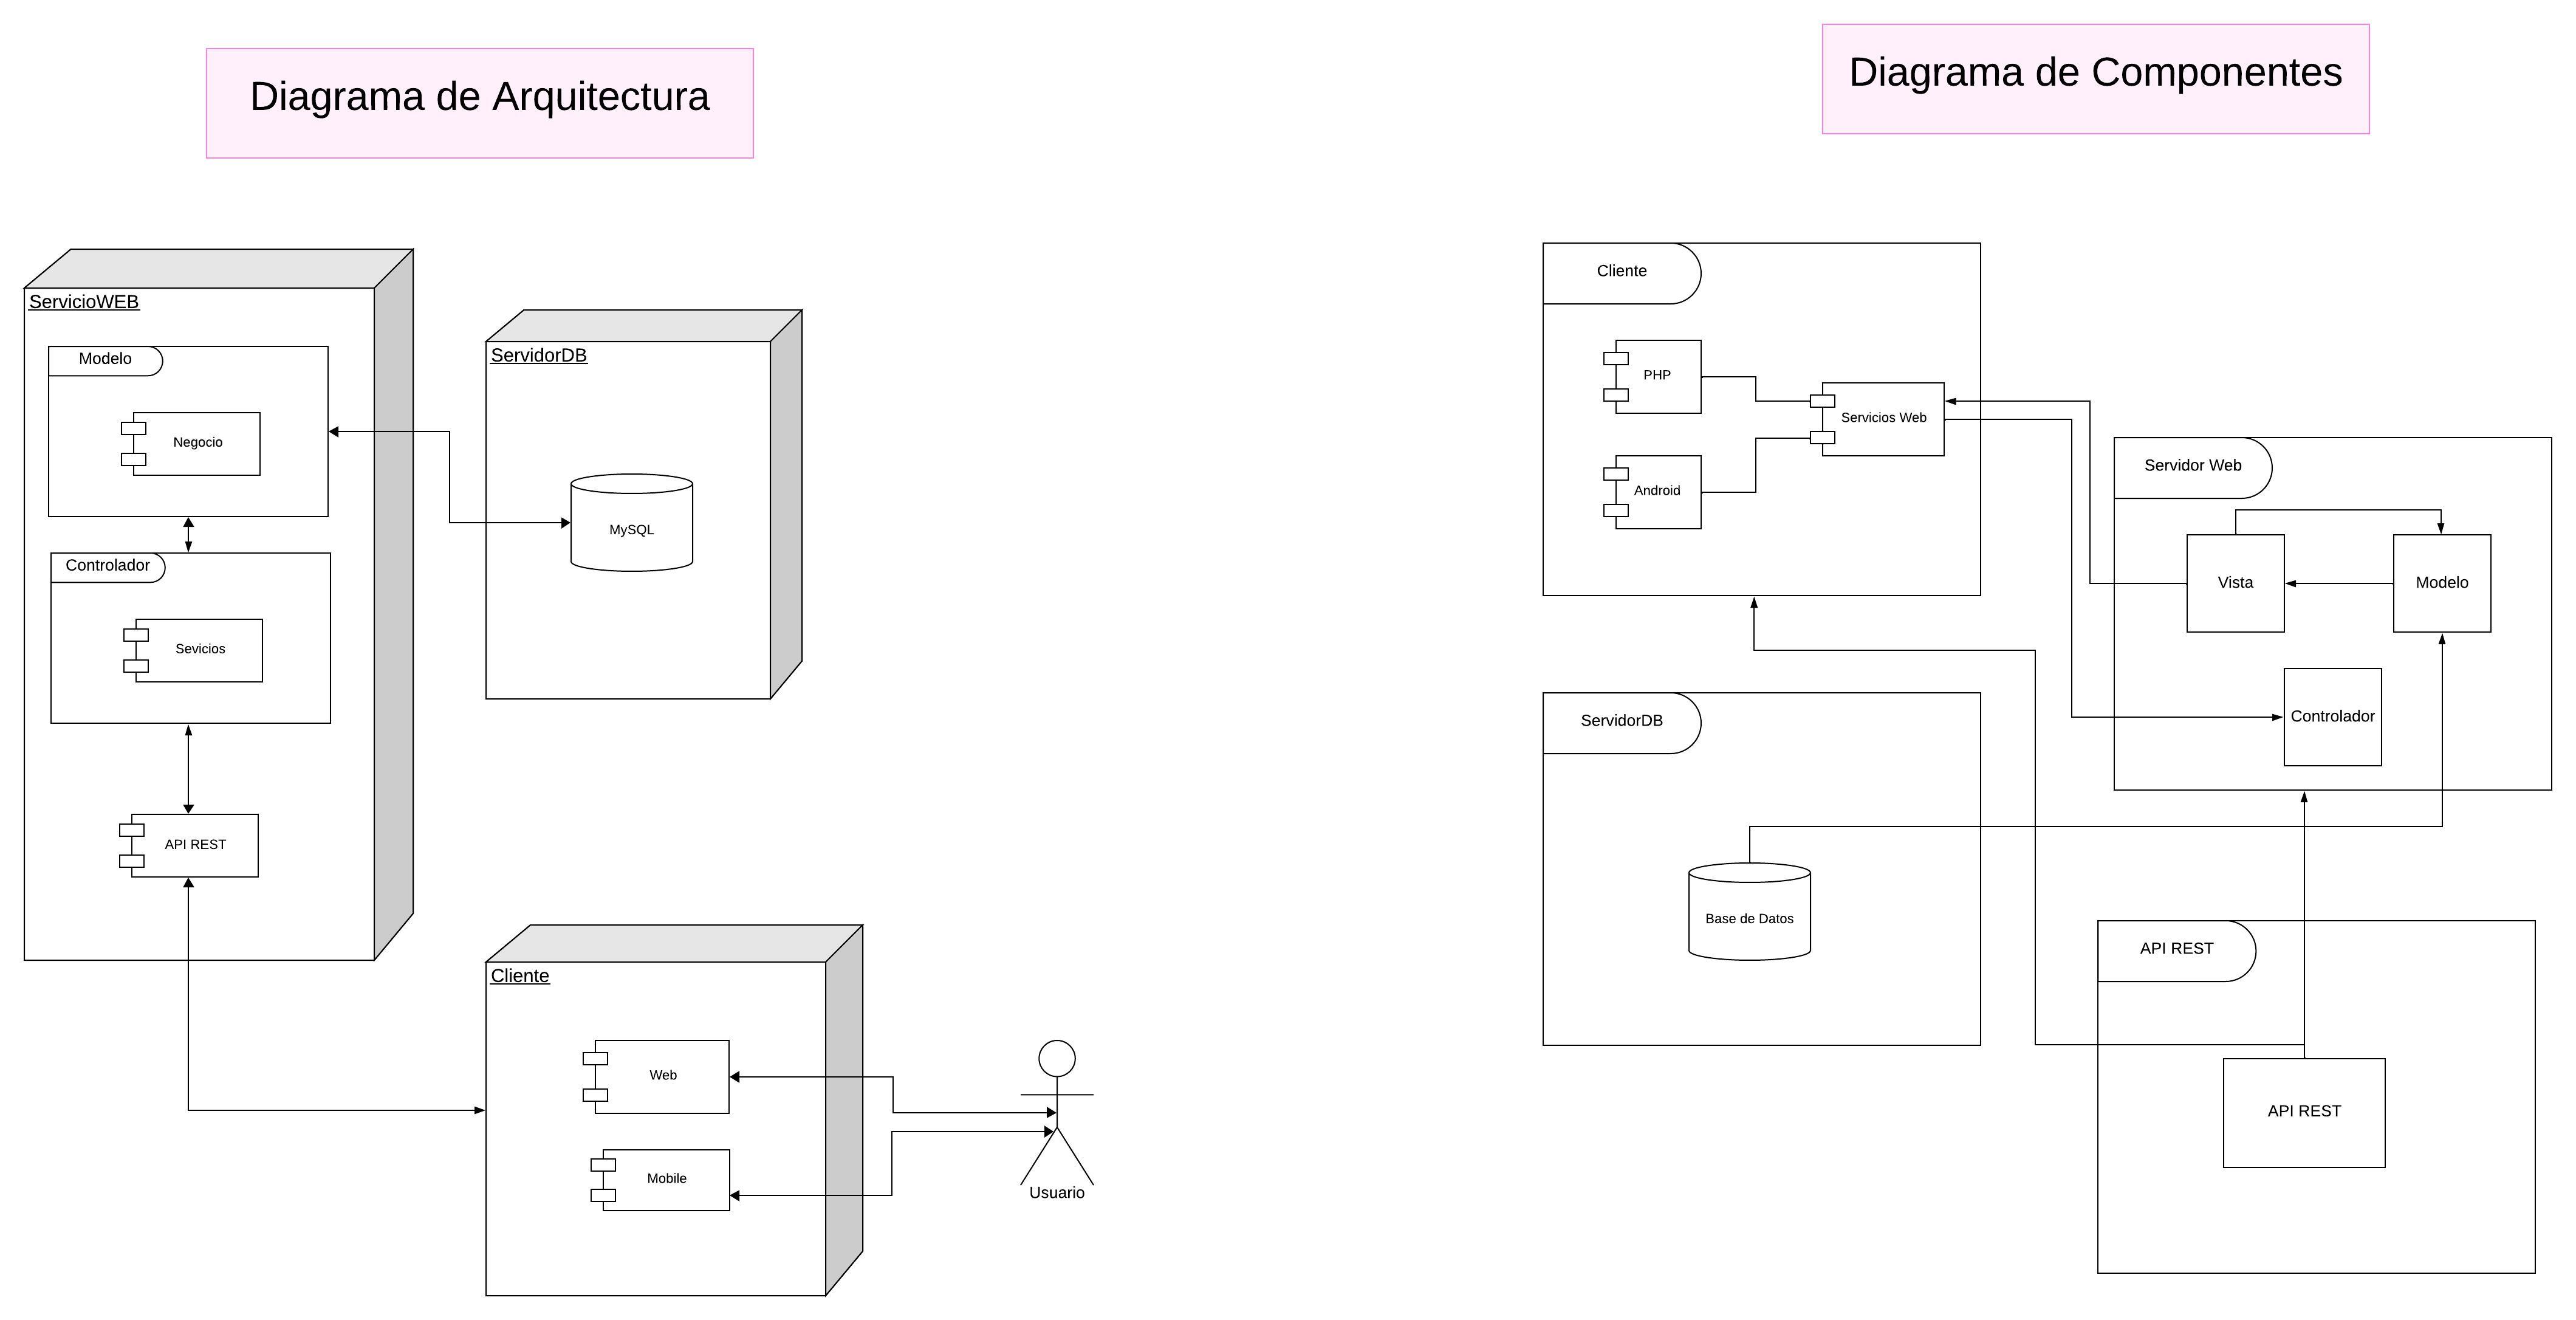 Diagrama de Arquitectura
ServicioWEB
Modelo
Negocio
Controlador
Sevicios
API REST
ServidorDB
MySQL
Cliente
Web
Mobile
Usuario
Diagrama de Componentes
Cliente
PHP
Servicios Web
Android
Servidor Web
Vista
Modelo
Controlador
ServidorDB
Base de Datos
API REST
API REST